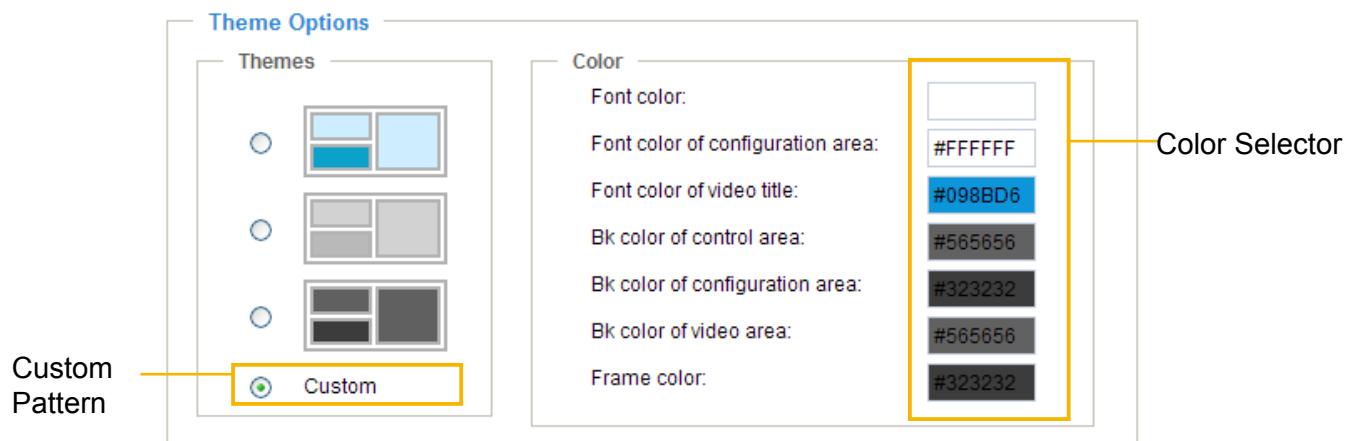 Theme Options
Themes
Custom
Color
Font color:
Font color of configuration area: #FFFFFF
Font color of video title: #098BD6
Bk color of control area: #565656
Bk color of configuration area: #323232
Bk color of video area: #565656
Frame color: #323232
Color Selector
Custom
Pattern